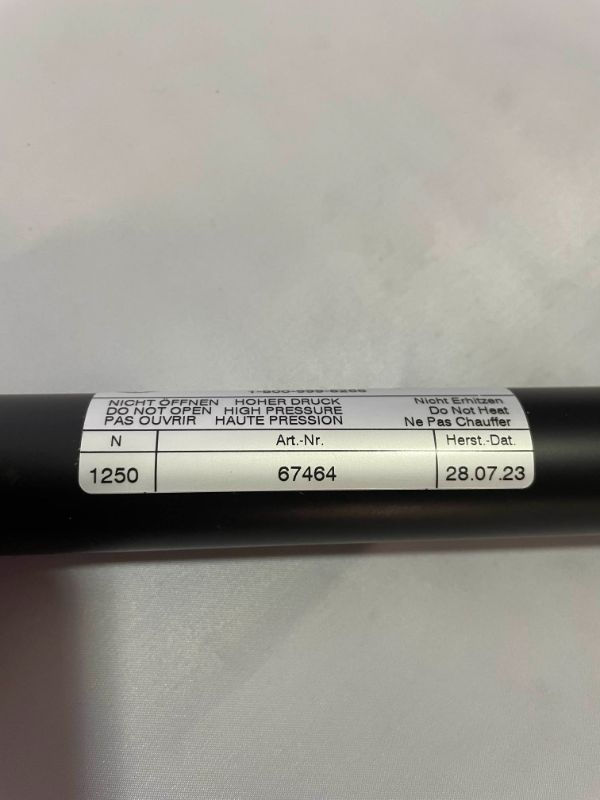 NICHT ÖFFNEN HOHER DRUCK Nicht Erhitzen
DO NOT OPEN HIGH PRESSURE Do Not Heat
PAS OUVRIR HAUTE PRESSION Ne Pas Chauffer
N Art.-Nr. Herst.-Dat.
1250 67464 28.07.23